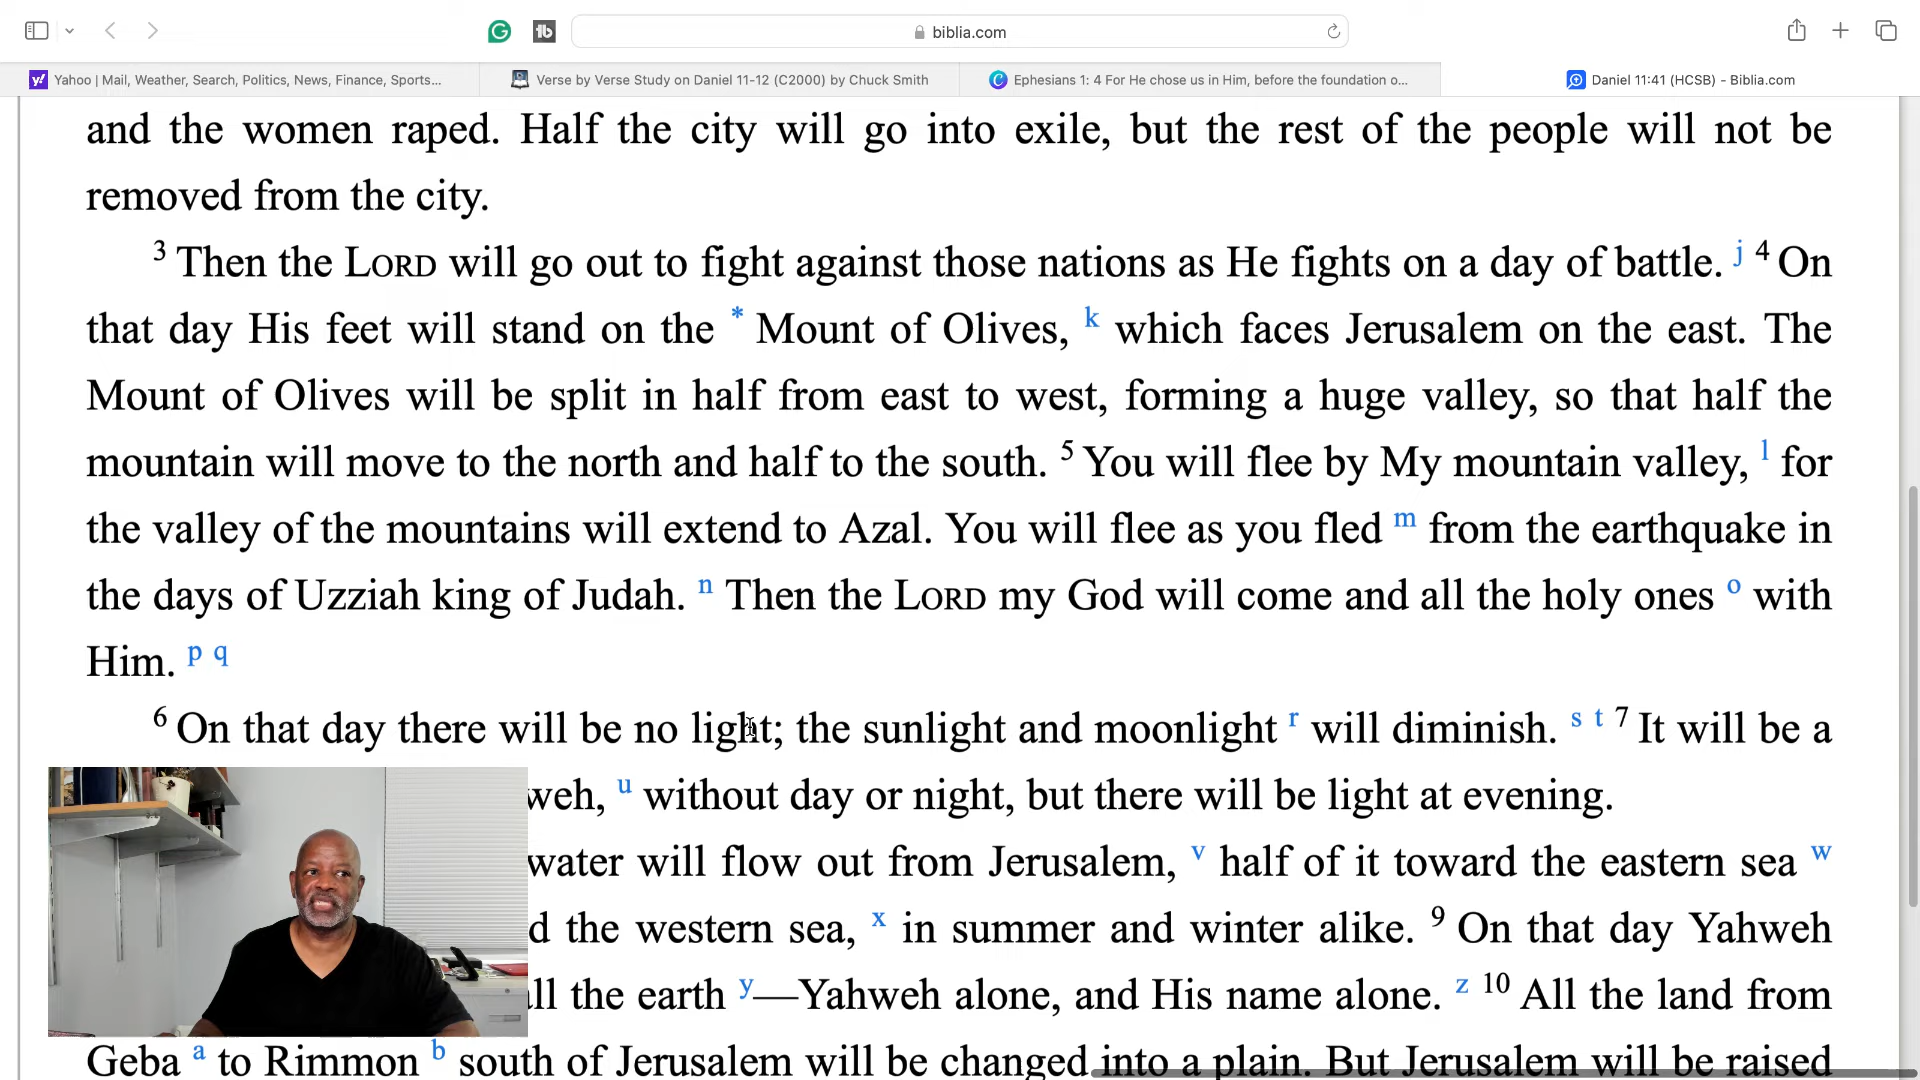 biblia.com
Yahoo | Mail, Weather, Search, Politics, News, Finance, Sports...
Verse by Verse Study on Daniel 11-12 (C2000) by Chuck Smith
Ephesians 1: 4 For He chose us in Him, before the foundation o...
Daniel 11:41 (HCSB) - Biblia.com
and the women raped. Half the city will go into exile, but the rest of the people will not be
removed from the city.
3 Then the LORD will go out to fight against those nations as He fights on a day of battle. j 4 On
that day His feet will stand on the * Mount of Olives, k which faces Jerusalem on the east. The
Mount of Olives will be split in half from east to west, forming a huge valley, so that half the
mountain will move to the north and half to the south. 5 You will flee by My mountain valley, l for
the valley of the mountains will extend to Azal. You will flee as you fled m from the earthquake in
the days of Uzziah king of Judah. n Then the LORD my God will come and all the holy ones o with
Him. p q
6 On that day there will be no light; the sunlight and moonlight r will diminish. s t 7 It will be a
weh, u without day or night, but there will be light at evening.
water will flow out from Jerusalem, v half of it toward the eastern sea w
d the western sea, x in summer and winter alike. 9 On that day Yahweh
ll the earth y—Yahweh alone, and His name alone. z 10 All the land from
Geba a to Rimmon b south of Jerusalem will be changed into a plain. But Jerusalem will be raised